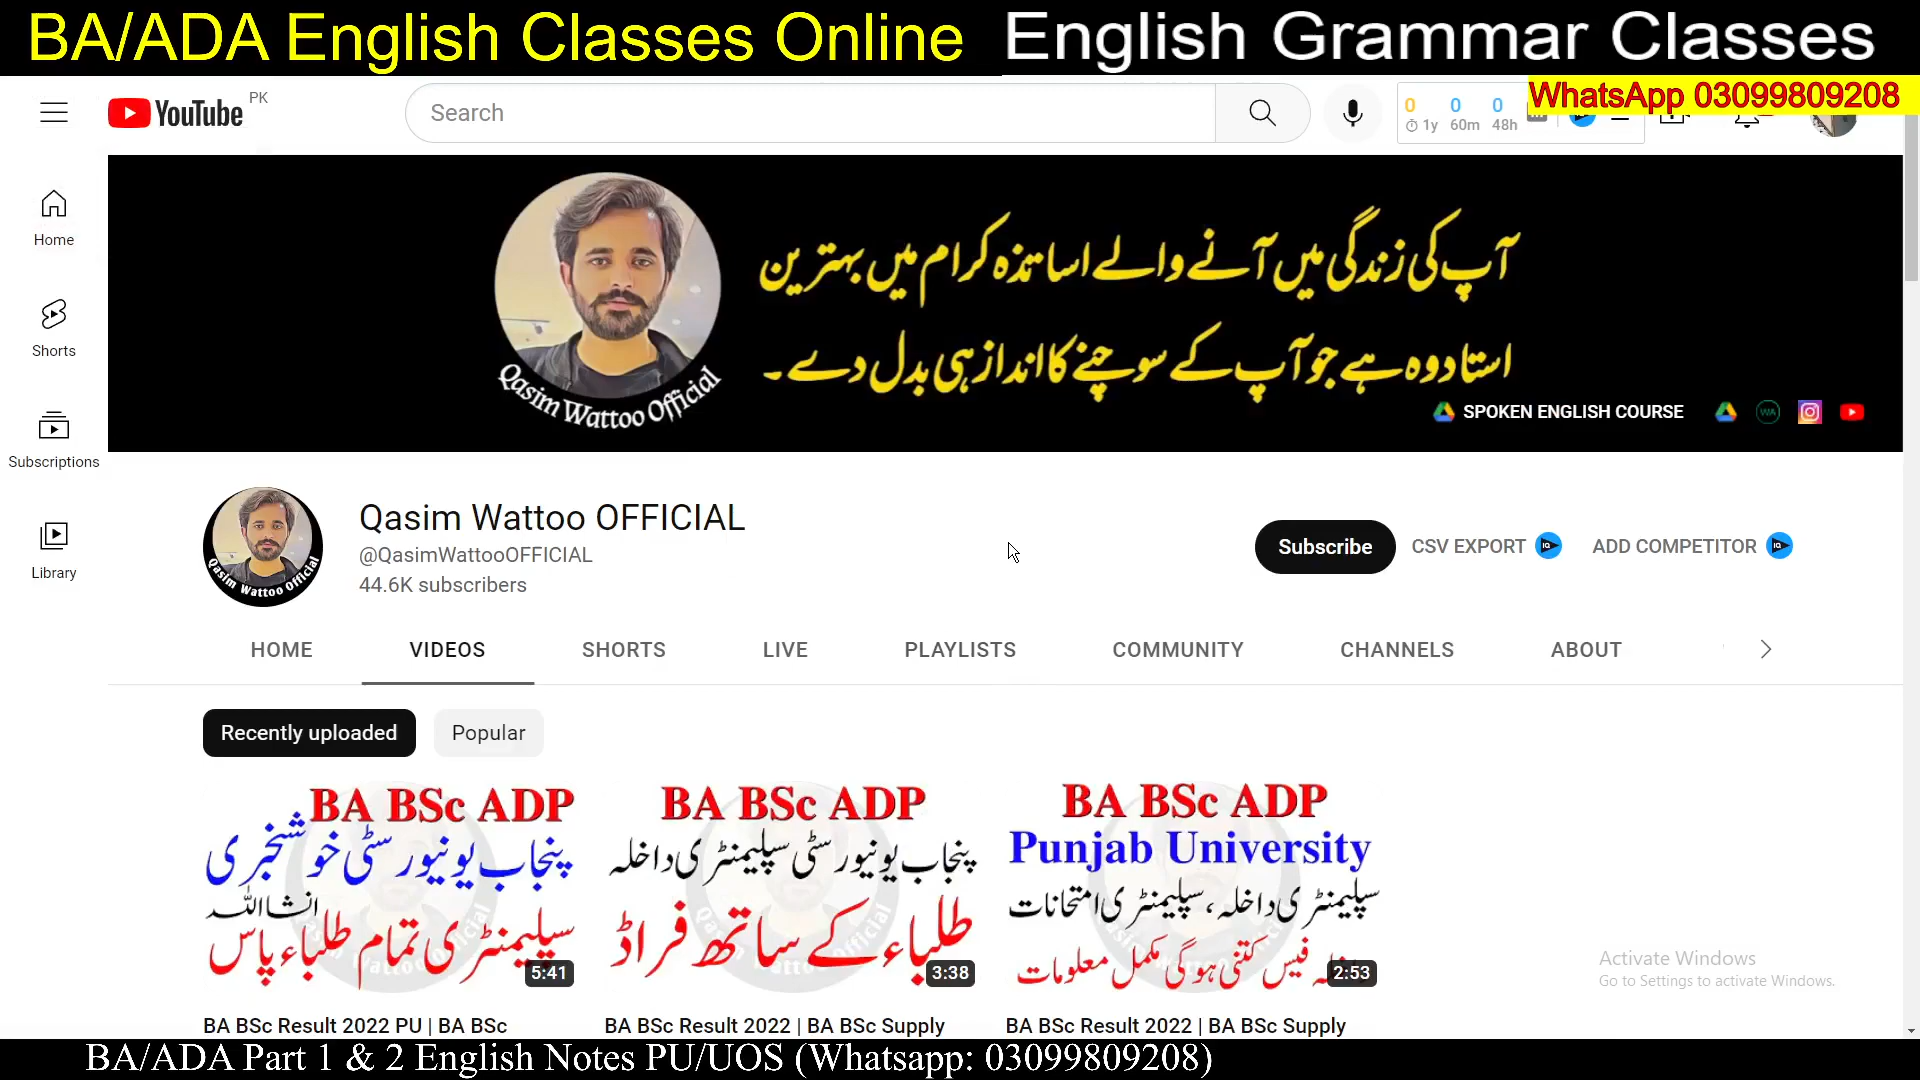 BA/ADA English Classes Online English Grammar Classes
WhatsApp 03099809208
YouTube PK
Search
0 0 0
1y 60m 48h
Home
Shorts
Subscriptions
Library
آپ کی زندگی میں آنے والے اساتذہ کرام میں بہترین
استاد وہ ہے جو آپ کے سوچنے کا انداز ہی بدل دے۔
Qasim Wattoo Official
SPOKEN ENGLISH COURSE
WA
Qasim Wattoo Official
Qasim Wattoo OFFICIAL
@QasimWattooOFFICIAL
44.6K subscribers
Subscribe
CSV EXPORT
ADD COMPETITOR
HOME VIDEOS SHORTS LIVE PLAYLISTS COMMUNITY CHANNELS ABOUT
Recently uploaded Popular
BA BSc ADP
پنجاب یونیورسٹی خوشخبری
انشااللہ
سپلیمنٹری تمام طلباء پاس
5:41
BA BSc Result 2022 PU | BA BSc
BA BSc ADP
پنجاب یونیورسٹی سپلیمنٹری داخلہ
طلباء کے ساتھ فراڈ
3:38
BA BSc Result 2022 | BA BSc Supply
BA BSc ADP
Punjab University
سپلیمنٹری داخلہ، سپلیمنٹری امتحانات
فیس کتنی ہوگی مکمل معلومات
2:53
BA BSc Result 2022 | BA BSc Supply
Activate Windows
Go to Settings to activate Windows.
BA/ADA Part 1 & 2 English Notes PU/UOS (Whatsapp: 03099809208)